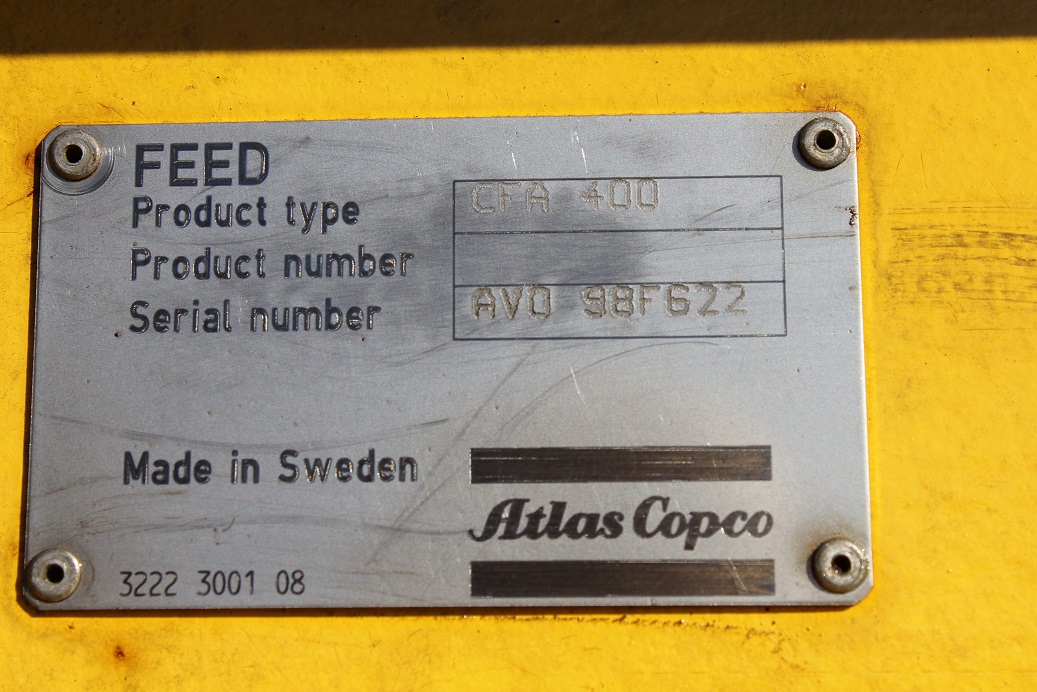 FEED
Product type CFA 400
Product number
Serial number AVO 98F622
Made in Sweden
Atlas Copco
3222 3001 08